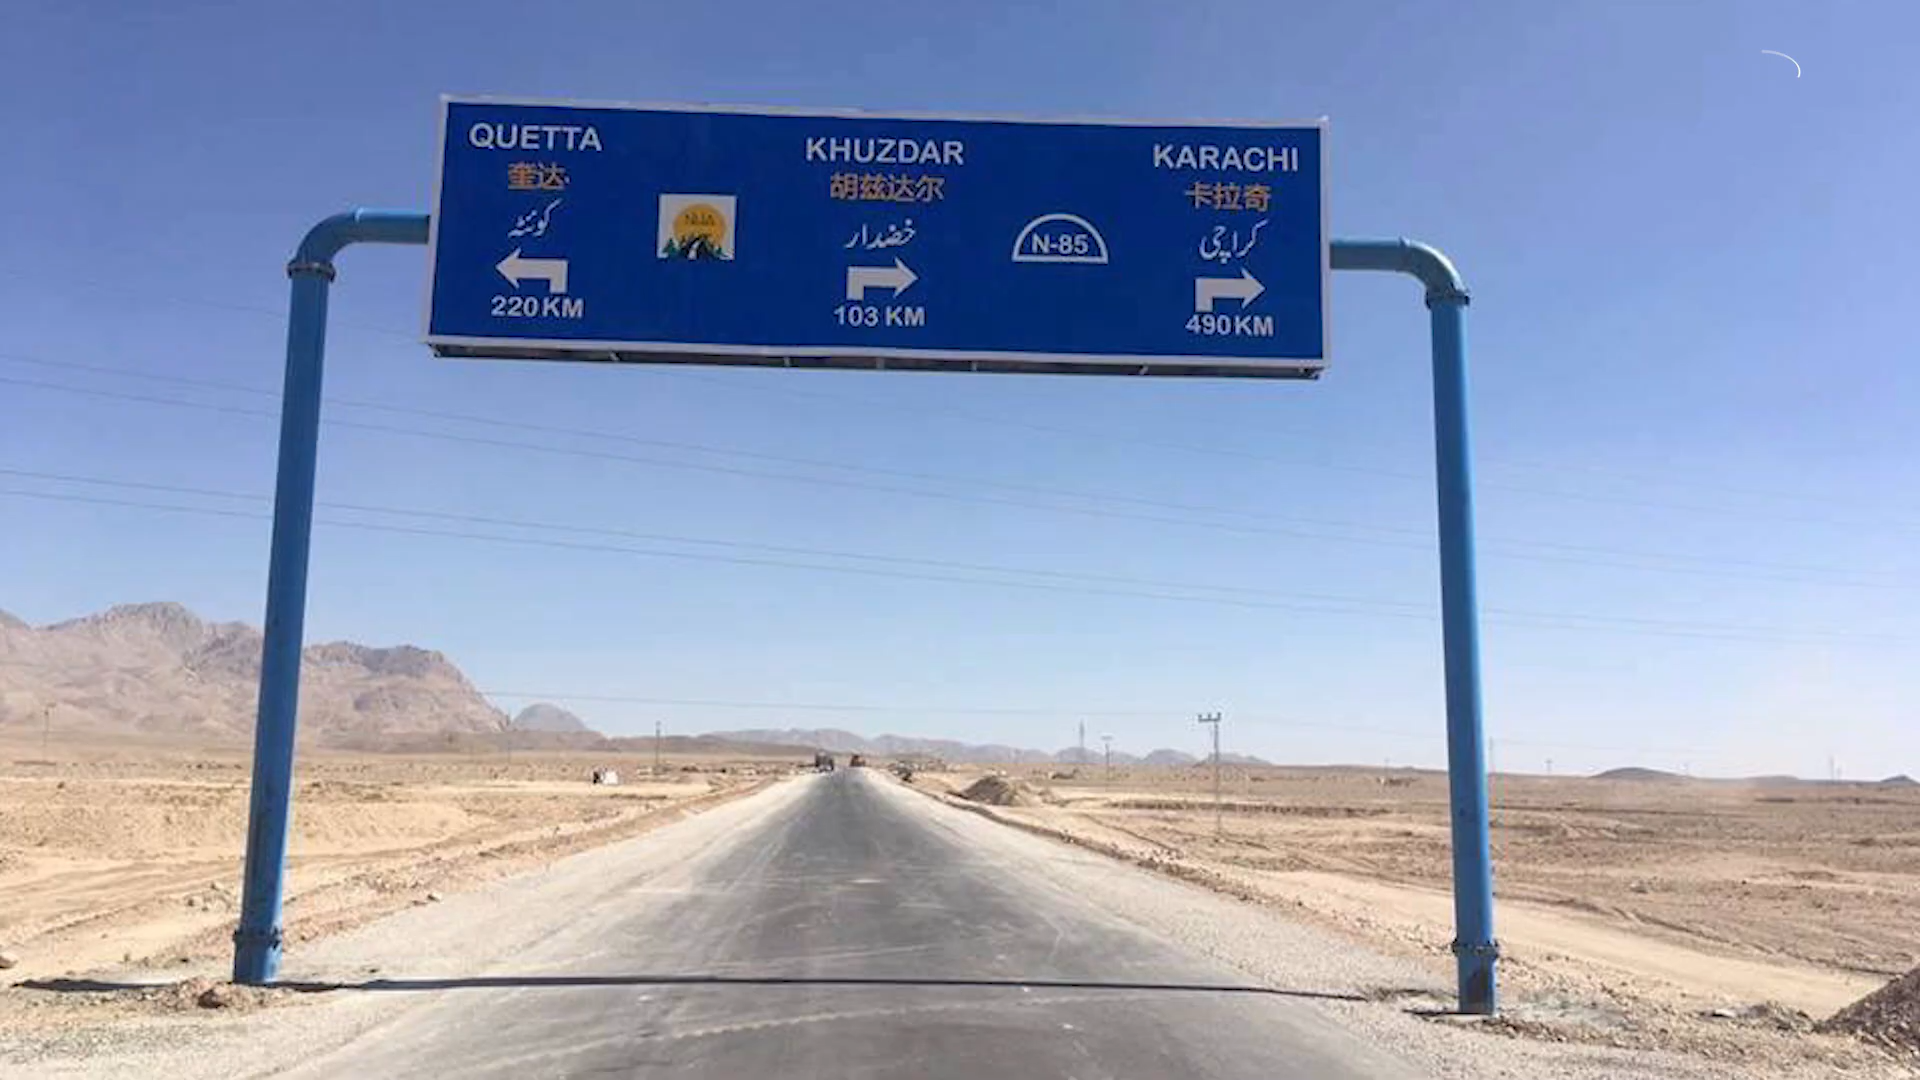 QUETTA
奎达
کوئٹہ
220 KM
NHA
KHUZDAR
胡兹达尔
خضدار
103 KM
N-85
KARACHI
卡拉奇
کراچی
490 KM